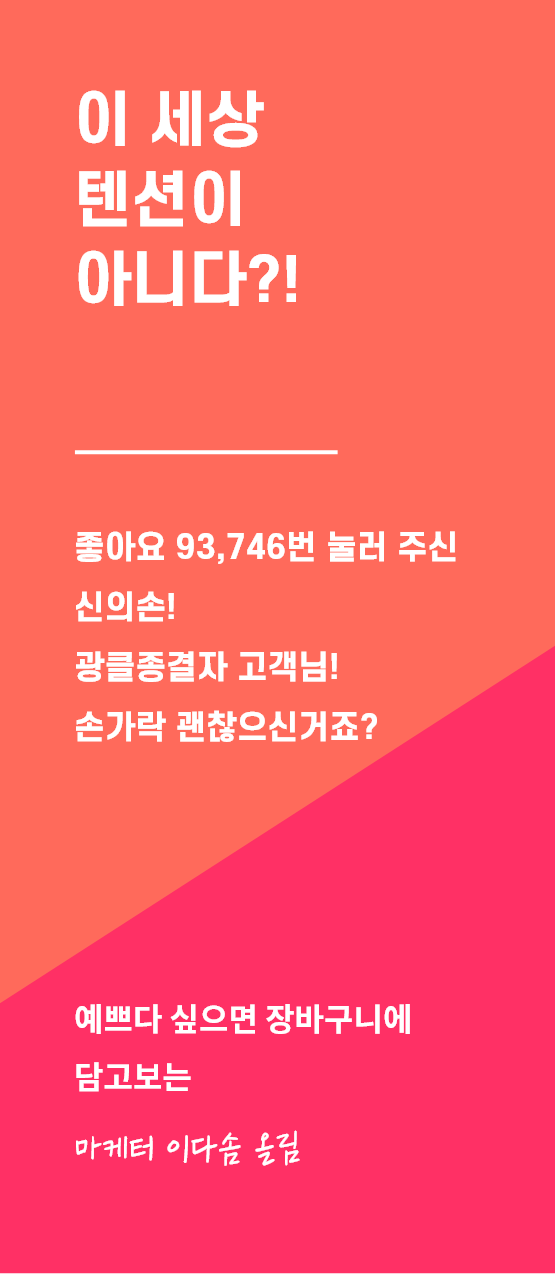 이 세상
텐션이
아니다?!
좋아요 93,746번 눌러 주신
신의손!
광클종결자 고객님!
손가락 괜찮으신거죠?
예쁘다 싶으면 장바구니에
담고보는
마케터 이다솜 올림